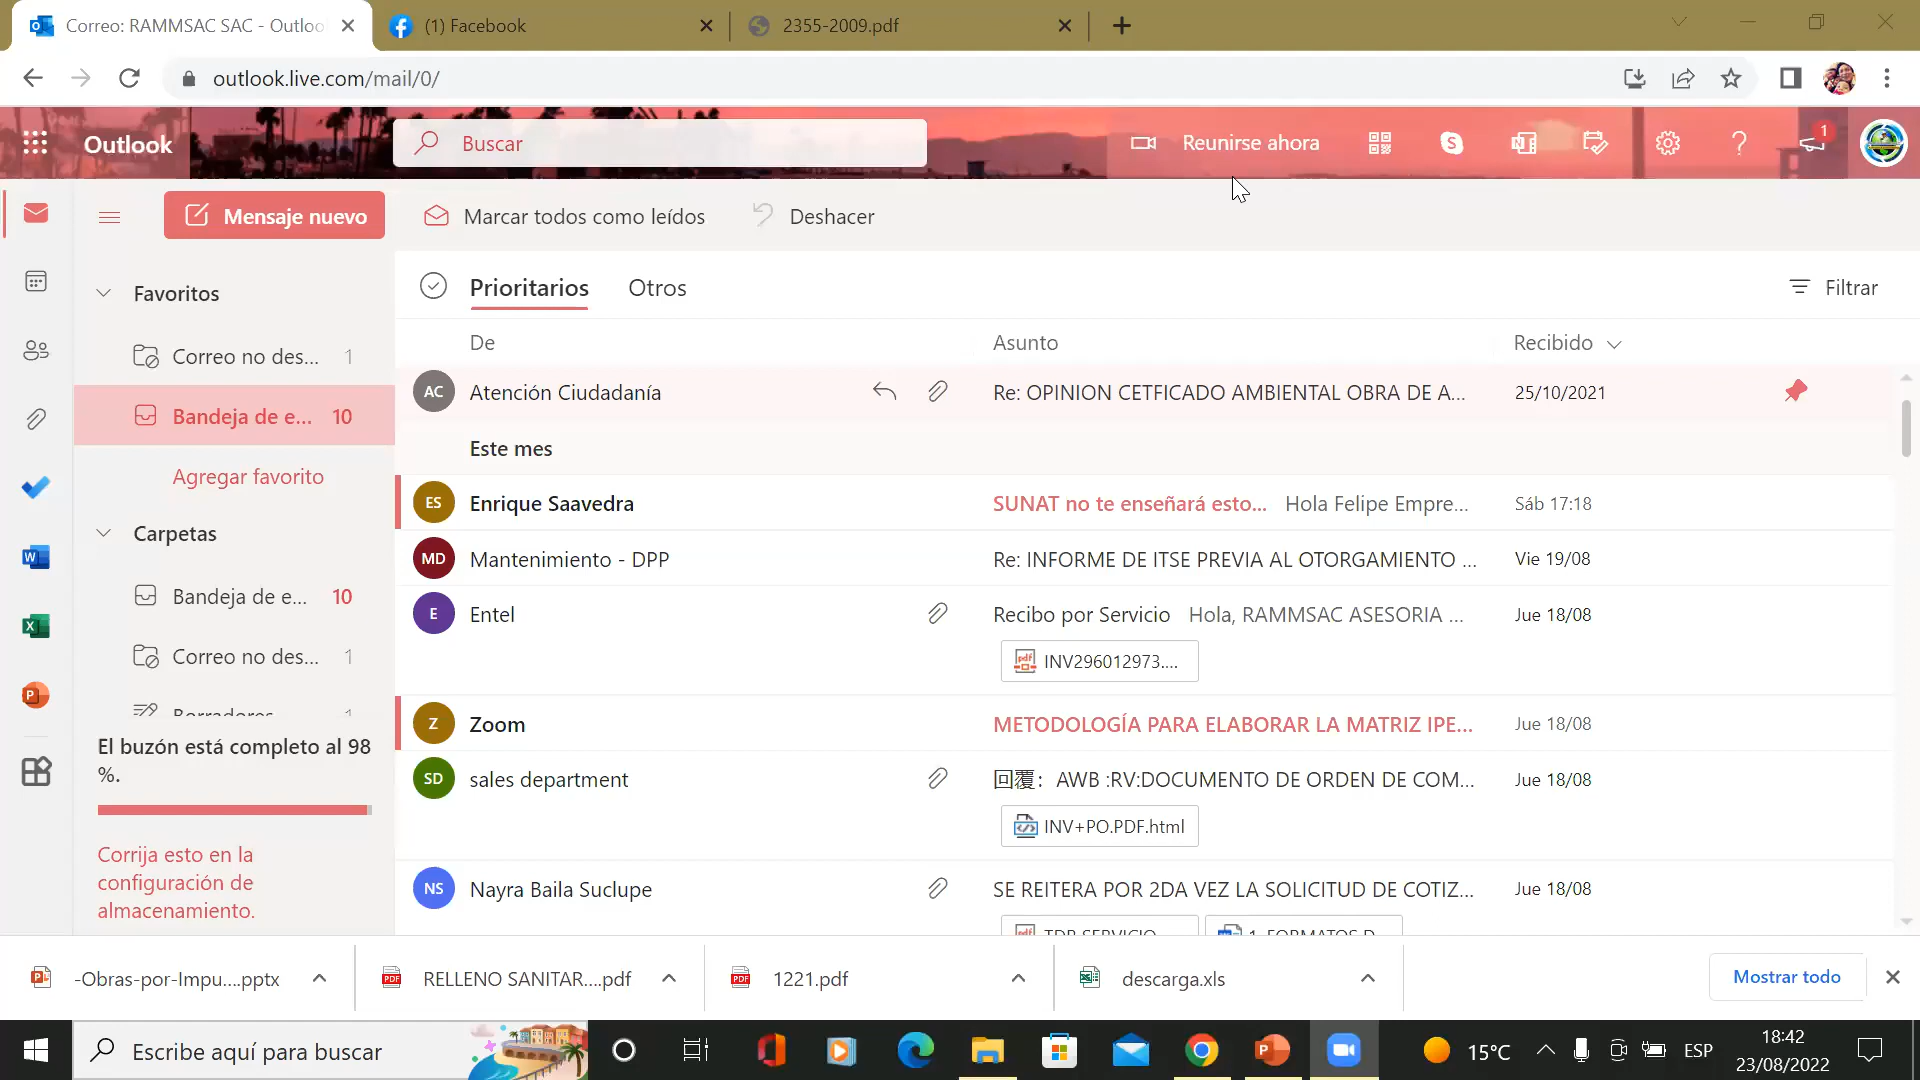 Correo: RAMMSAC SAC - Outloo
(1) Facebook
2355-2009.pdf
outlook.live.com/mail/0/
Outlook
Buscar
Reunirse ahora
1
Mensaje nuevo
Marcar todos como leídos
Deshacer
Favoritos
Correo no des... 1
Bandeja de e... 10
Agregar favorito
Carpetas
Bandeja de e... 10
Correo no des... 1
Borradores 1
El buzón está completo al 98
%.
Corrija esto en la
configuración de
almacenamiento.
Prioritarios
Otros
Filtrar
De
Asunto
Recibido
AC Atención Ciudadanía Re: OPINION CETFICADO AMBIENTAL OBRA DE A... 25/10/2021
Este mes
ES Enrique Saavedra SUNAT no te enseñará esto... Hola Felipe Empre... Sáb 17:18
MD Mantenimiento - DPP Re: INFORME DE ITSE PREVIA AL OTORGAMIENTO ... Vie 19/08
E Entel Recibo por Servicio Hola, RAMMSAC ASESORIA ... Jue 18/08
INV296012973....
Z Zoom METODOLOGÍA PARA ELABORAR LA MATRIZ IPE... Jue 18/08
SD sales department 回覆：AWB :RV:DOCUMENTO DE ORDEN DE COM... Jue 18/08
INV+PO.PDF.html
NS Nayra Baila Suclupe SE REITERA POR 2DA VEZ LA SOLICITUD DE COTIZ... Jue 18/08
TDR SERVICIO 1. FORMATOS D
-Obras-por-Impu....pptx
RELLENO SANITAR....pdf
1221.pdf
descarga.xls
Mostrar todo
Escribe aquí para buscar
15°C
ESP
18:42
23/08/2022